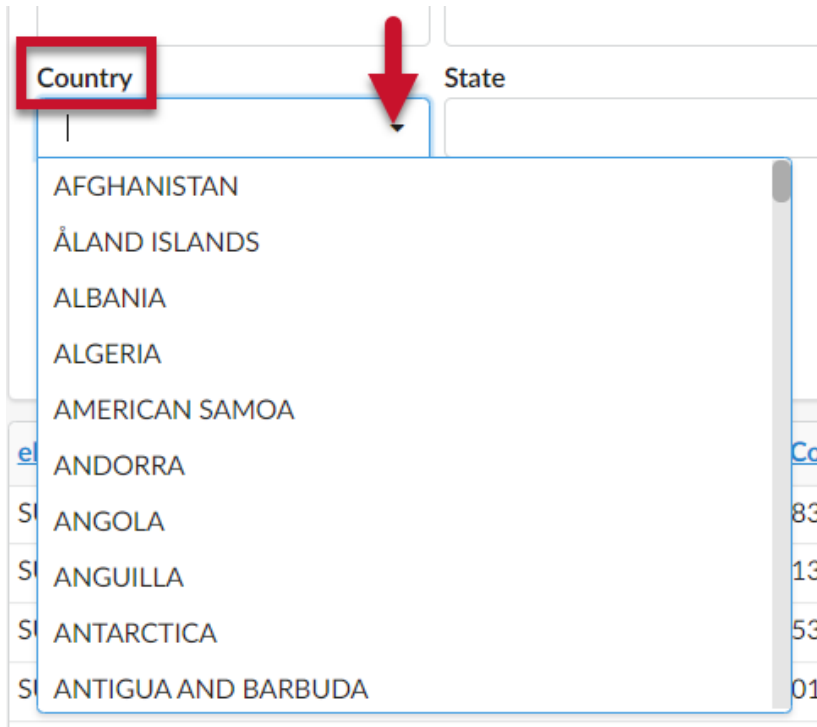 Country State
AFGHANISTAN
ÅLAND ISLANDS
ALBANIA
ALGERIA
AMERICAN SAMOA
ANDORRA
ANGOLA
ANGUILLA
ANTARCTICA
ANTIGUA AND BARBUDA